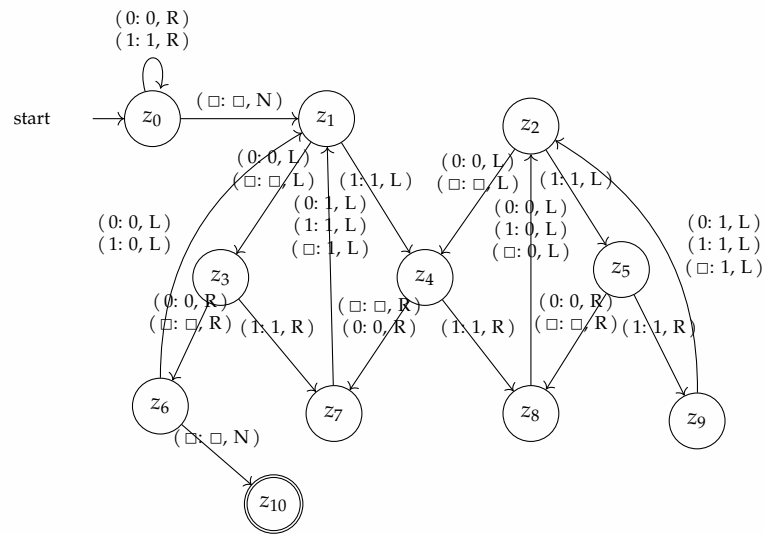 (0: 0, R)
(1: 1, R)
start
z0
(□: □, N)
z1
z2
(0: 0, L)
(□: □, L)
(1: 1, L)
(0: 0, L)
(□: □, L)
(1: 1, L)
(0: 0, L)
(1: 0, L)
(0: 1, L)
(1: 1, L)
(□: 1, L)
(0: 0, L)
(1: 0, L)
(□: 0, L)
(0: 1, L)
(1: 1, L)
(□: 1, L)
z3
z4
z5
(0: 0, R)
(□: □, R)
(1: 1, R)
(□: □, R)
(0: 0, R)
(1: 1, R)
(0: 0, R)
(□: □, R)
(1: 1, R)
z6
z7
z8
z9
(□: □, N)
z10